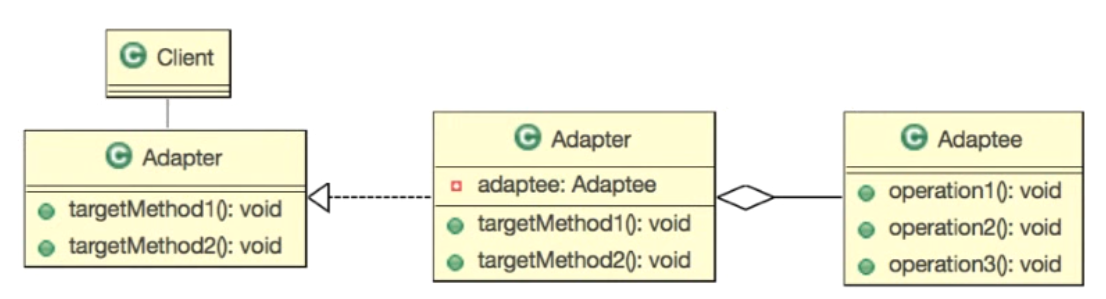 C Client
C Adapter
targetMethod1(): void
targetMethod2(): void
C Adapter
adaptee: Adaptee
targetMethod1(): void
targetMethod2(): void
C Adaptee
operation1(): void
operation2(): void
operation3(): void